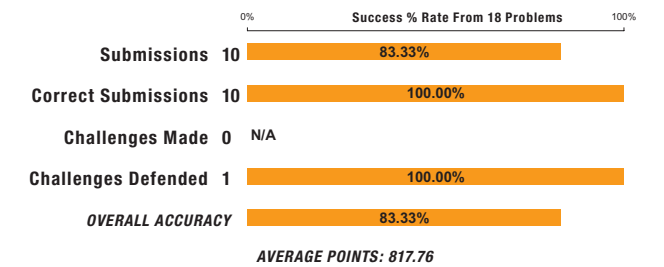 0% Success % Rate From 18 Problems 100%
Submissions 10 83.33%
Correct Submissions 10 100.00%
Challenges Made 0 N/A
Challenges Defended 1 100.00%
OVERALL ACCURACY 83.33%
AVERAGE POINTS: 817.76